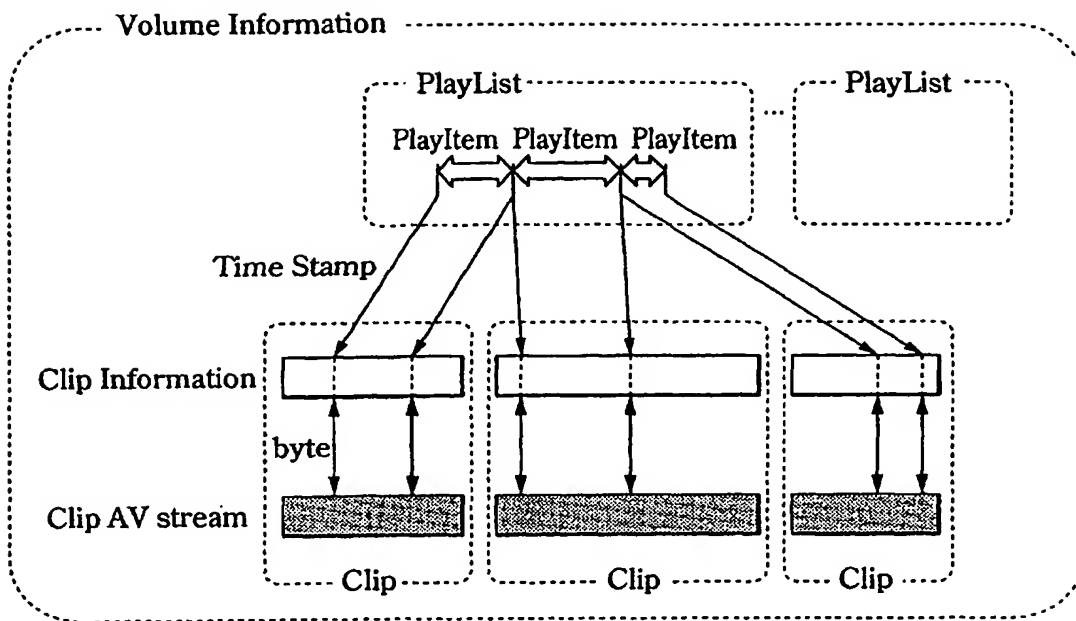 Volume Information
PlayList
PlayList
...
PlayItem PlayItem PlayItem
Time Stamp
Clip Information
byte
Clip AV stream
Clip
Clip
Clip